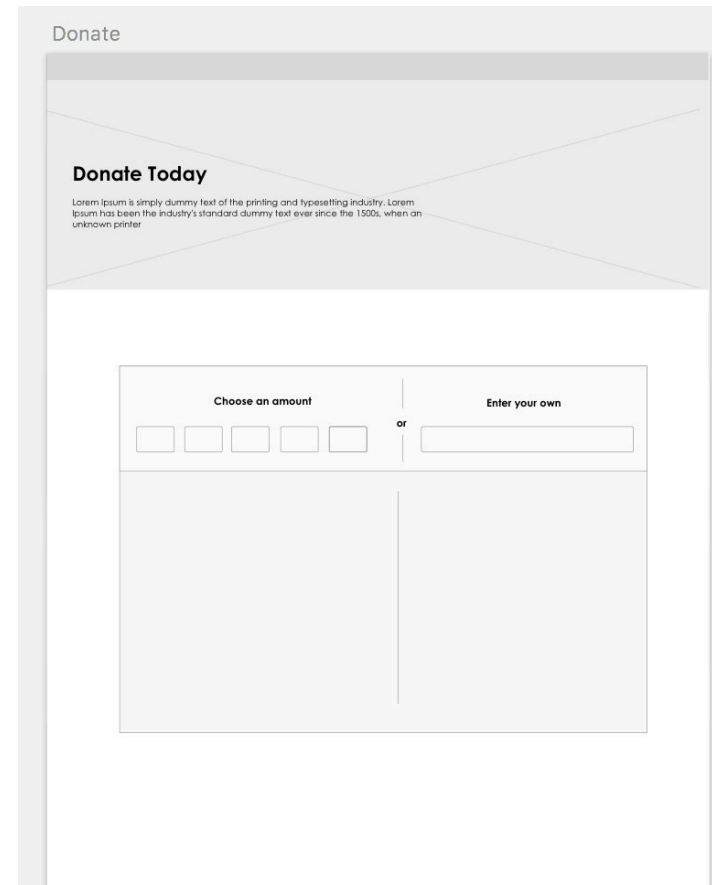 Donate
Donate Today
Lorem Ipsum is simply dummy text of the printing and typesetting industry. Lorem
Ipsum has been the industry's standard dummy text ever since the 1500s, when an
unknown printer
Choose an amount
or
Enter your own